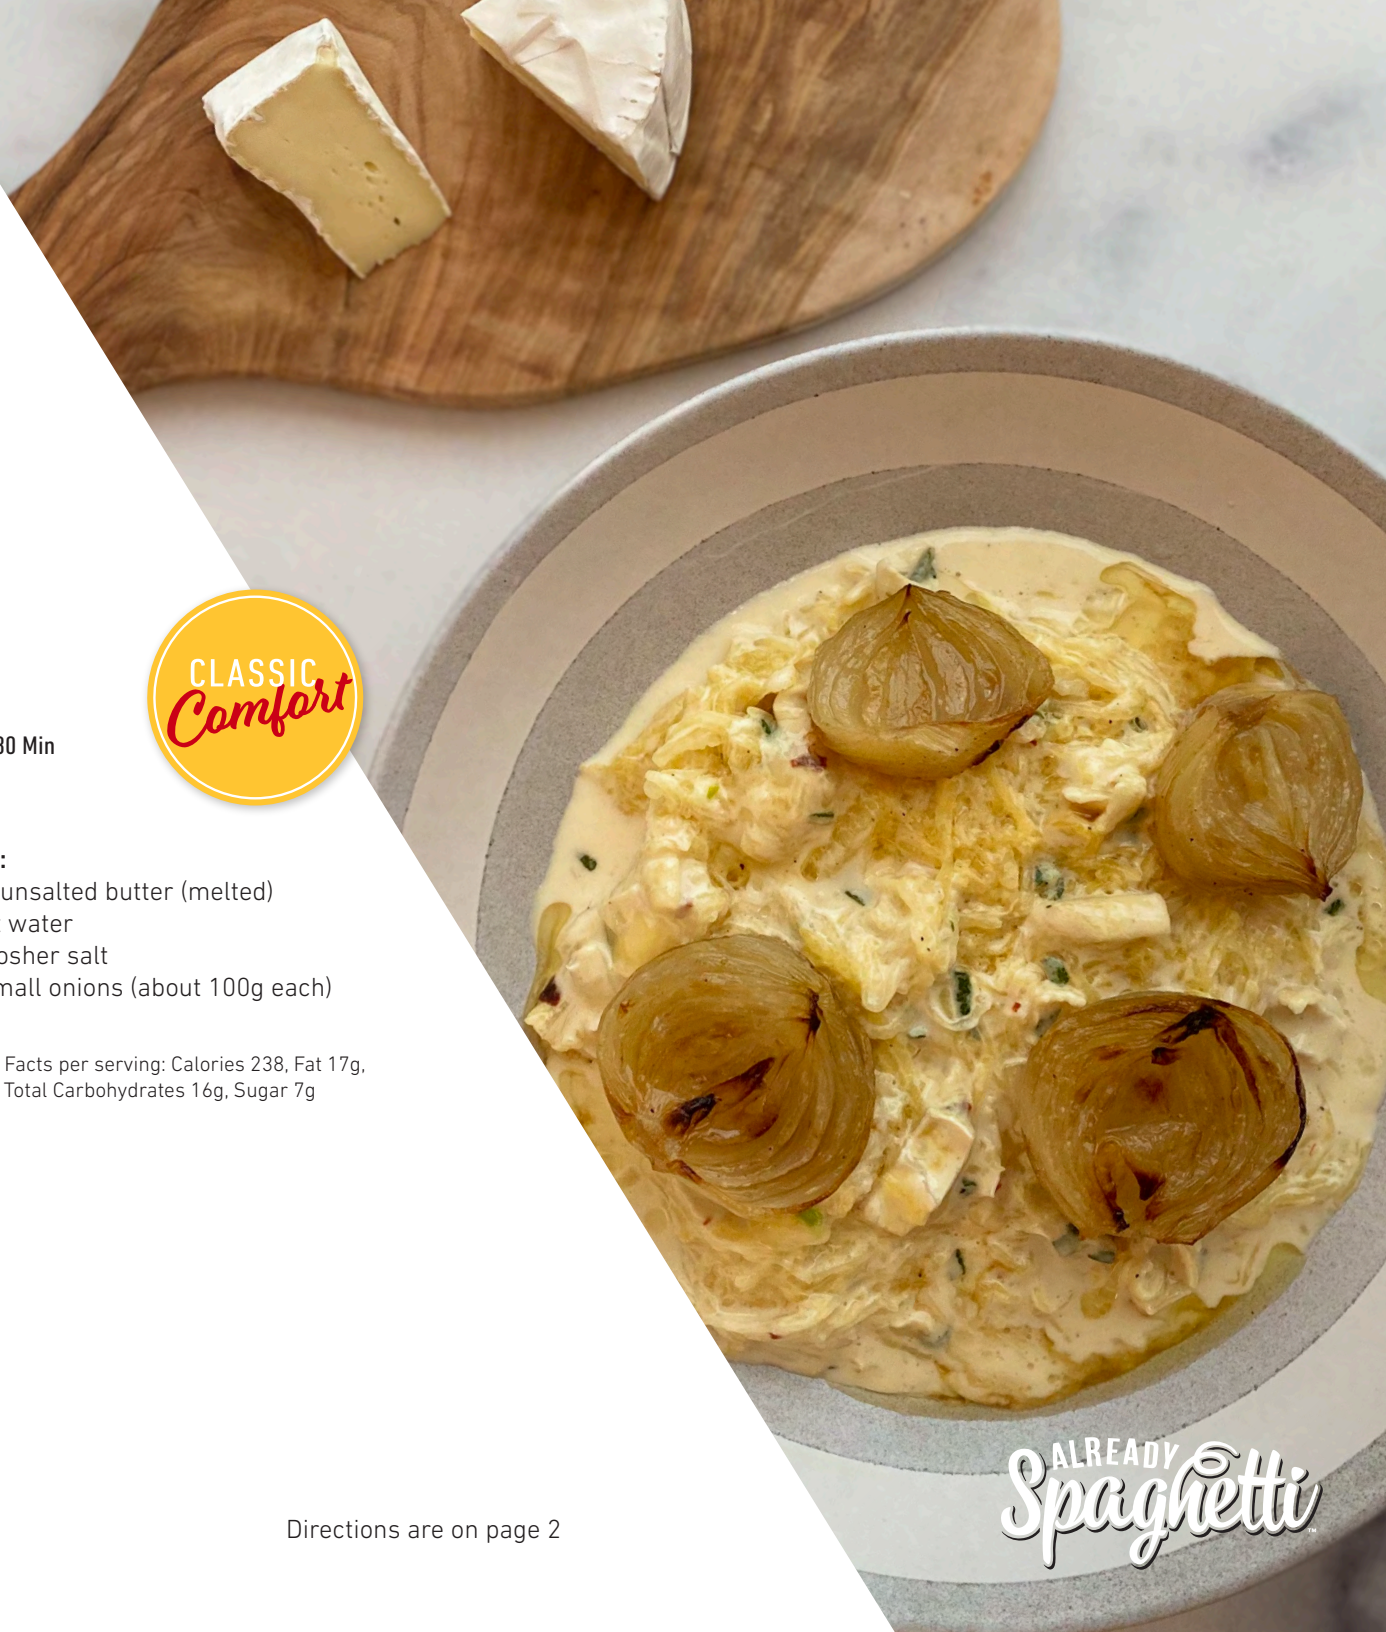 CLASSIC
Comfort
30 Min
:
unsalted butter (melted)
water
osher salt
mall onions (about 100g each)
Facts per serving: Calories 238, Fat 17g,
Total Carbohydrates 16g, Sugar 7g
Directions are on page 2
ALREADY
Spaghetti™